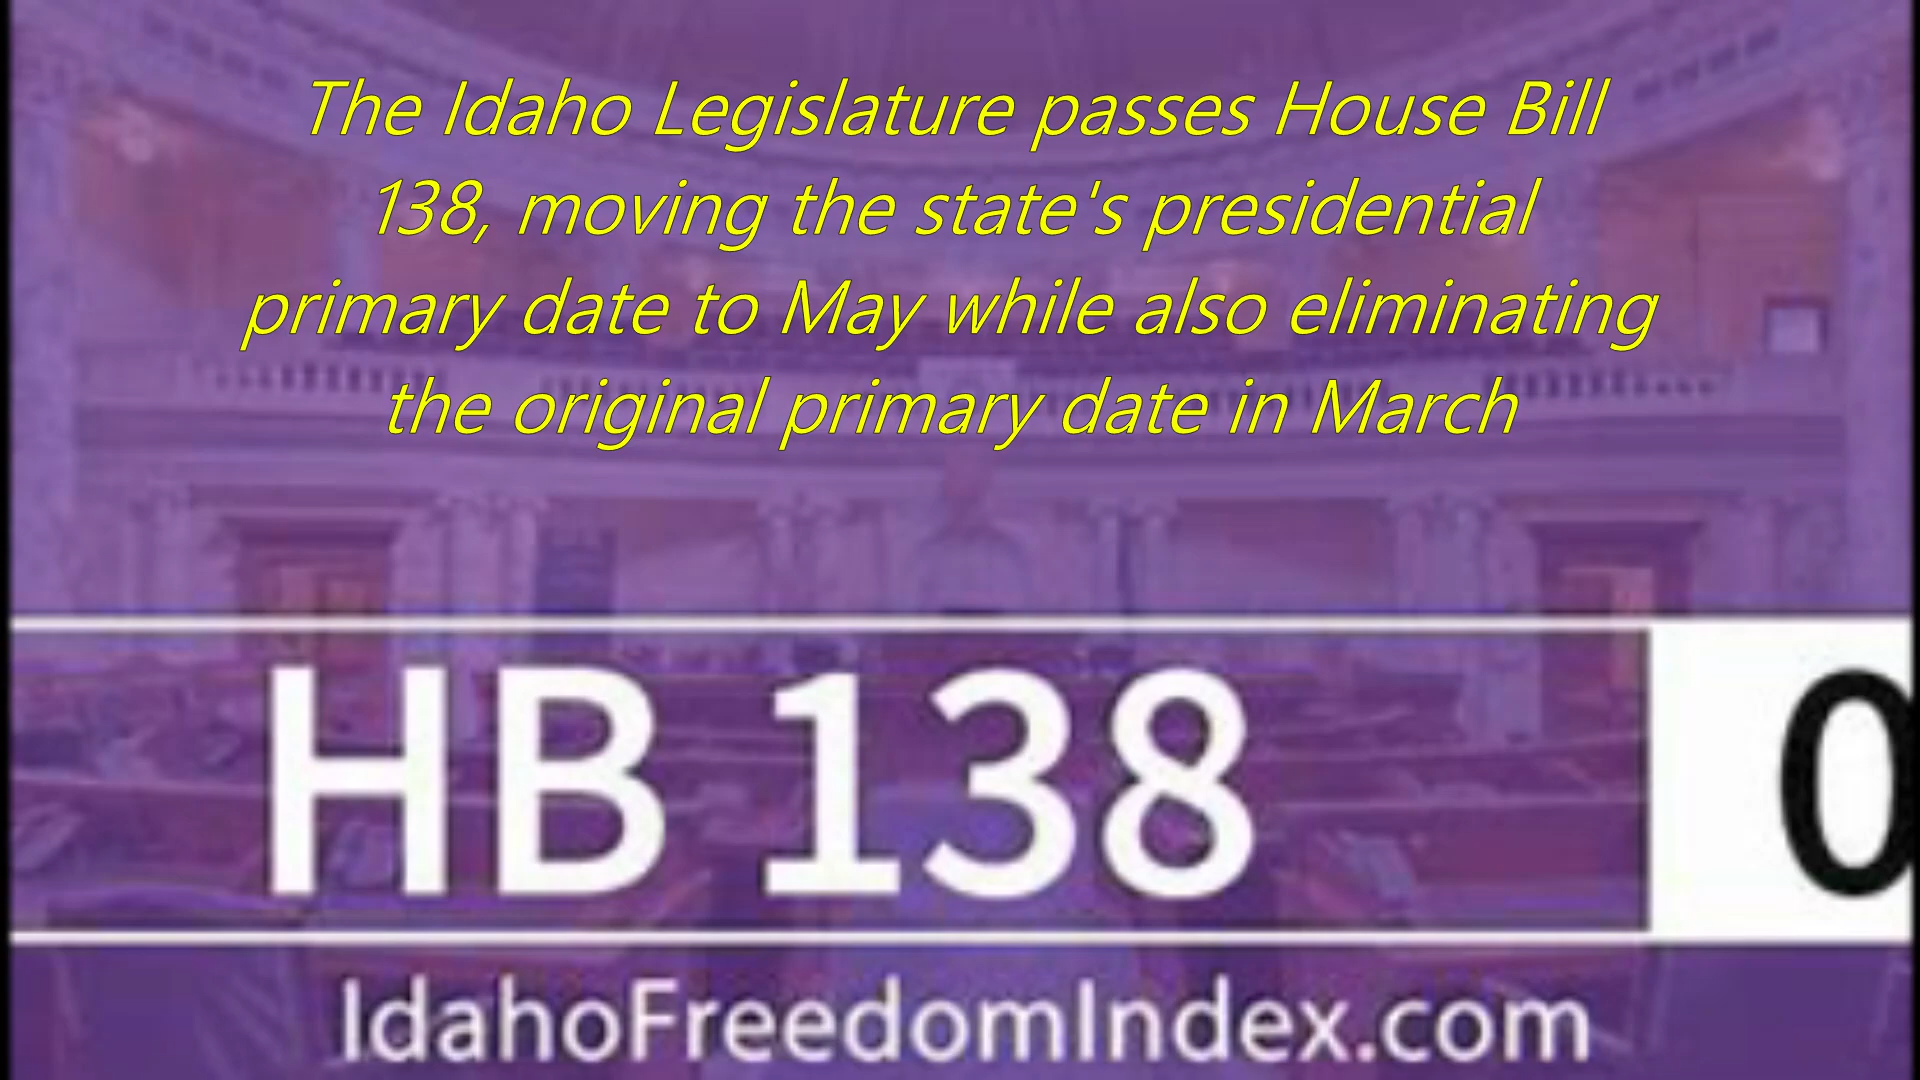 The Idaho Legislature passes House Bill
138, moving the state's presidential
primary date to May while also eliminating
the original primary date in March
HB 138
0
IdahoFreedomIndex.com